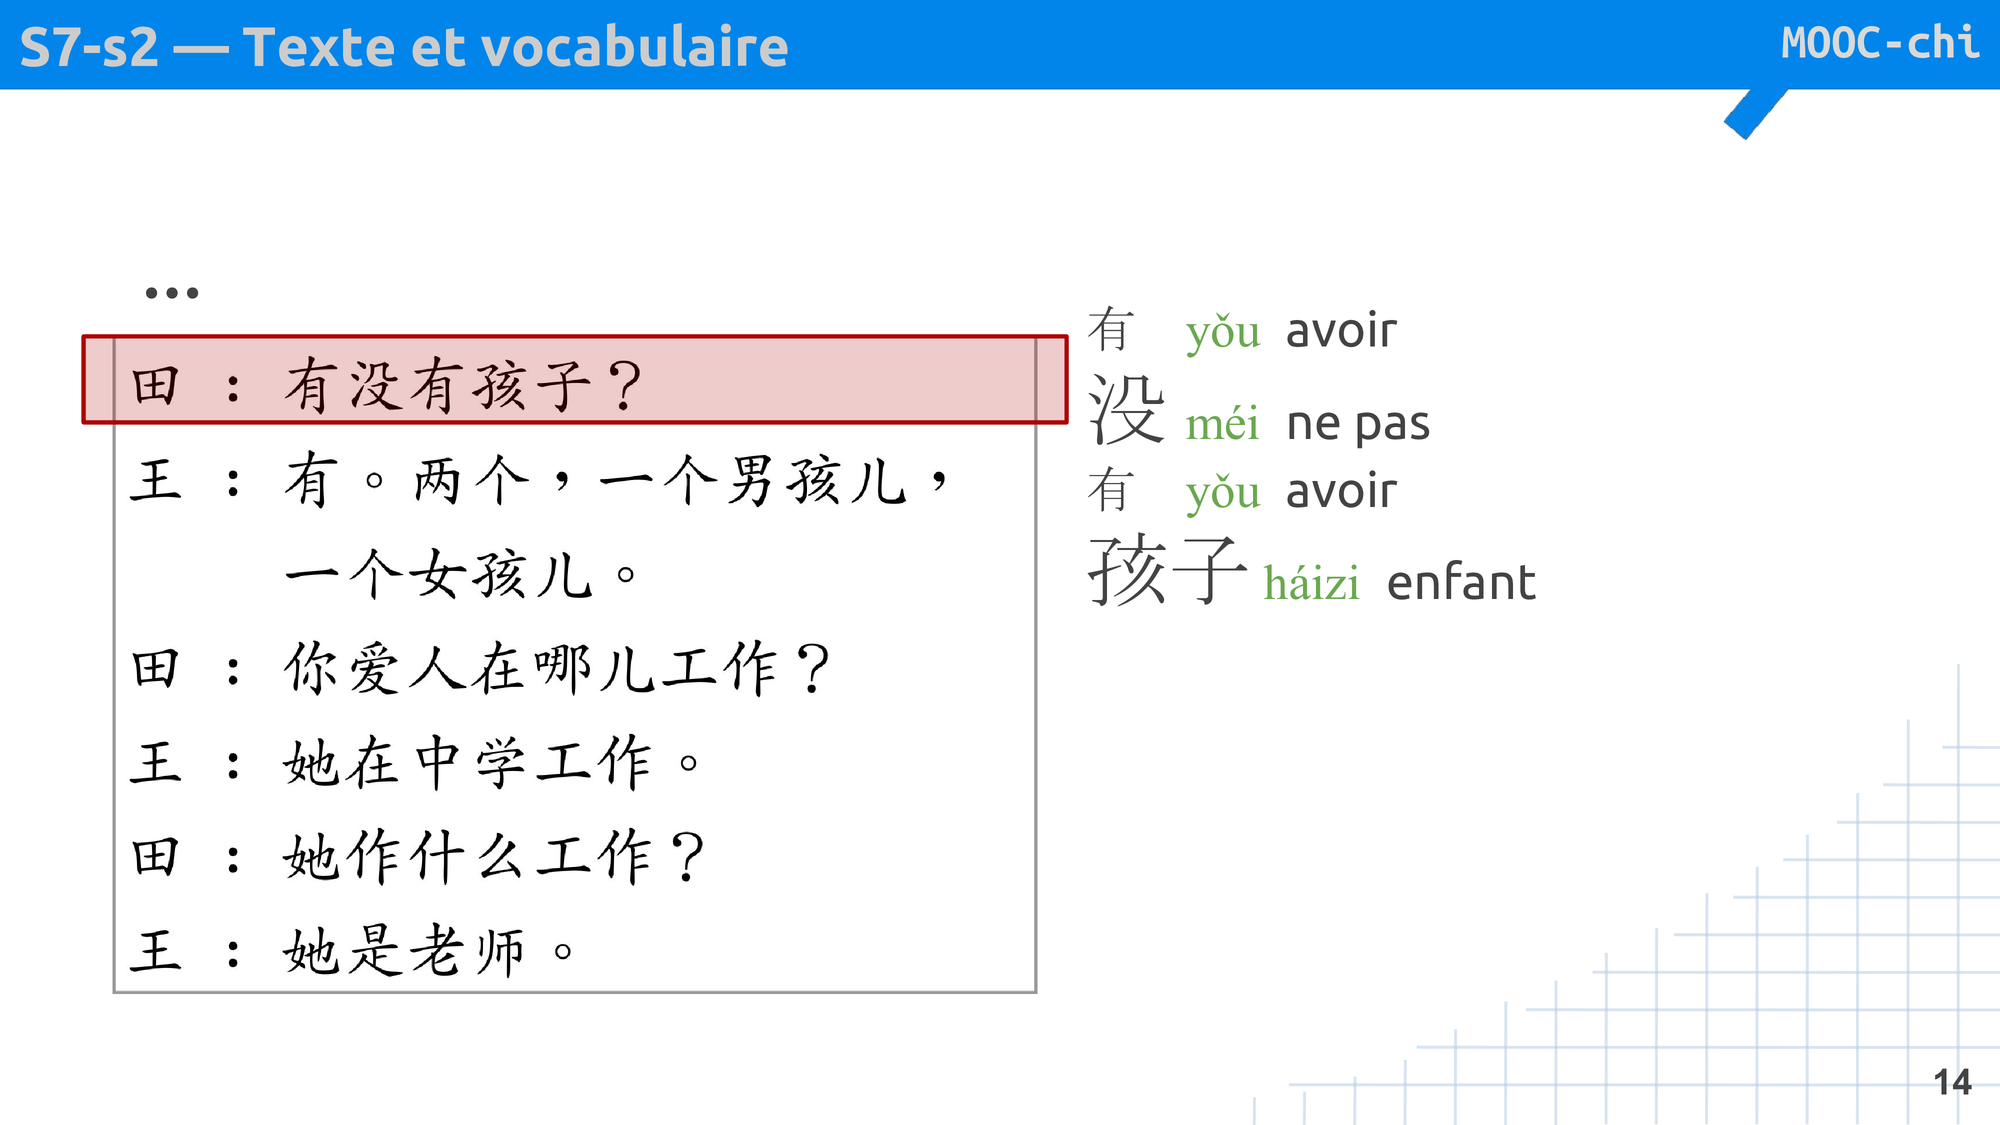 S7-s2 — Texte et vocabulaire
MOOC-chi
...
田 : 有没有孩子？
王 : 有。两个，一个男孩儿，
一个女孩儿。
田 : 你爱人在哪儿工作？
王 : 她在中学工作。
田 : 她作什么工作？
王 : 她是老师。
有 yǒu avoir
没 méi ne pas
有 yǒu avoir
孩子 háizi enfant
14